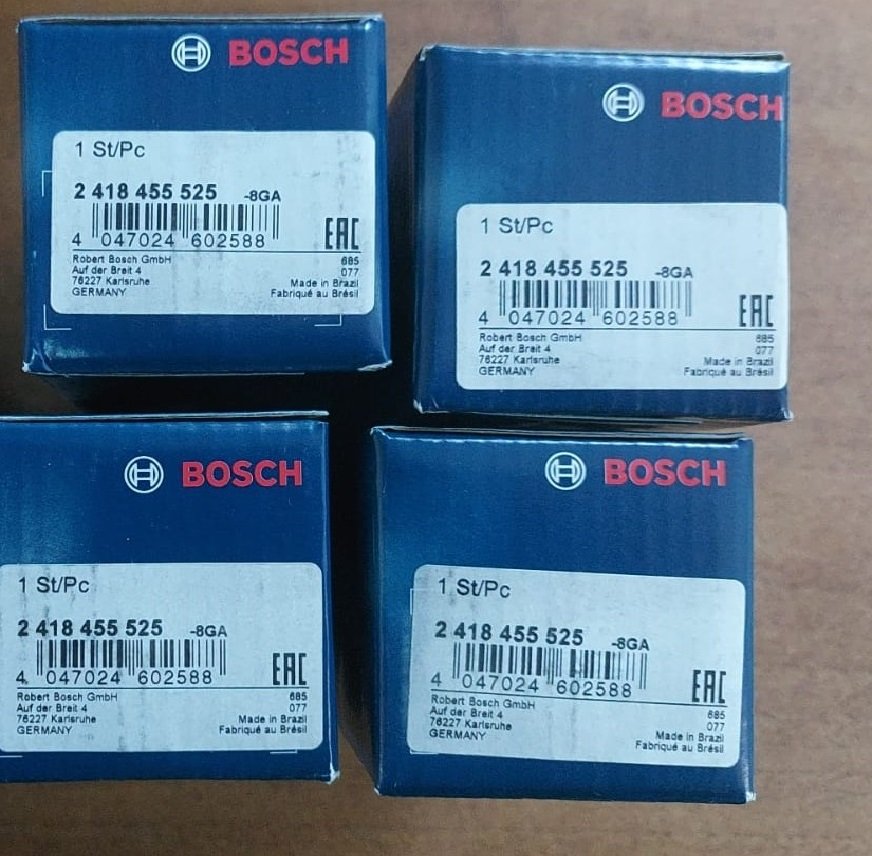 BOSCH
1 St/Pc
2 418 455 525 -8GA
4 047024 602588 EAC
Robert Bosch GmbH 685
Auf der Breit 4 077
76227 Karlsruhe Made in Brazil
GERMANY Fabriqué au Brésil
BOSCH
1 St/Pc
2 418 455 525 -8GA
4 047024 602588 EAC
Robert Bosch GmbH 685
Auf der Breit 4 077
76227 Karlsruhe Made in Brazil
GERMANY Fabriqué au Brésil
BOSCH
1 St/Pc
2 418 455 525 -8GA
4 047024 602588 EAC
Robert Bosch GmbH 685
Auf der Breit 4 077
76227 Karlsruhe Made in Brazil
GERMANY Fabriqué au Brésil
BOSCH
1 St/Pc
2 418 455 525 -8GA
4 047024 602588 EAC
Robert Bosch GmbH 685
Auf der Breit 4 077
76227 Karlsruhe Made in Brazil
GERMANY Fabriqué au Brésil